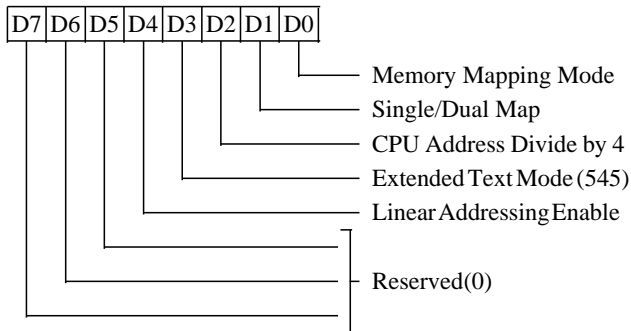 D7 D6 D5 D4 D3 D2 D1 D0
Memory Mapping Mode
Single/Dual Map
CPU Address Divide by 4
Extended Text Mode (545)
Linear Addressing Enable
Reserved (0)